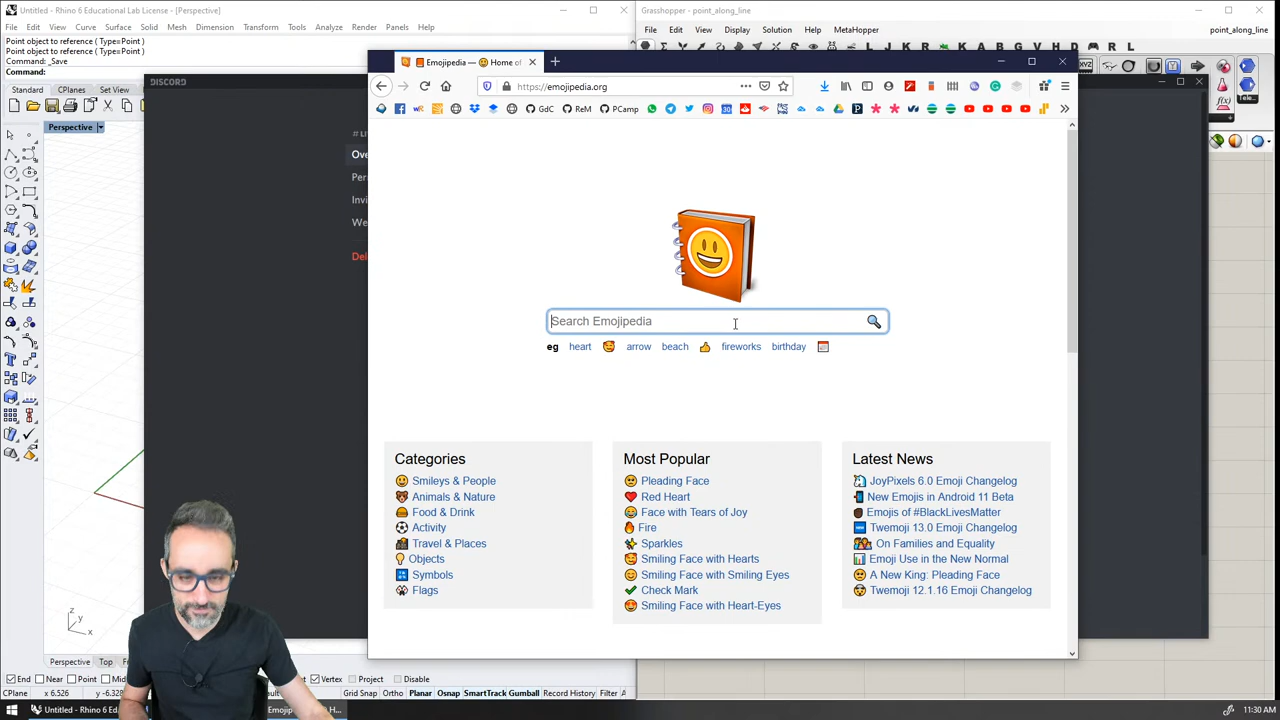 Untitled - Rhino 6 Educational Lab License - [Perspective]
File Edit View Curve Surface Solid Mesh Dimension Transform Tools Analyze Render Panels Help
Point object to reference ( Type=Point )
Point object to reference ( Type=Point )
Command: _Save
Command:
Standard CPlanes Set View
Perspective
Grasshopper - point_along_line
File Edit View Display Solution Help MetaHopper
point_along_line
XYZ
Tele...
f(x)
DISCORD
Ove
Per
Invi
We
Del
Emojipedia — Home of
https://emojipedia.org
GdC ReM PCamp
Search Emojipedia
eg heart arrow beach fireworks birthday
Categories
Smileys & People
Animals & Nature
Food & Drink
Activity
Travel & Places
Objects
Symbols
Flags
Most Popular
Pleading Face
Red Heart
Face with Tears of Joy
Fire
Sparkles
Smiling Face with Hearts
Smiling Face with Smiling Eyes
Check Mark
Smiling Face with Heart-Eyes
Latest News
JoyPixels 6.0 Emoji Changelog
New Emojis in Android 11 Beta
Emojis of #BlackLivesMatter
Twemoji 13.0 Emoji Changelog
On Families and Equality
Emoji Use in the New Normal
A New King: Pleading Face
Twemoji 12.1.16 Emoji Changelog
z
y
x
Perspective Top
End Near Point Vertex Project Disable
CPlane x 6.526 y -6.328 Grid Snap Ortho Planar Osnap SmartTrack Gumball Record History Filter
Untitled - Rhino 6 Ed Emojip H... 11:30 AM